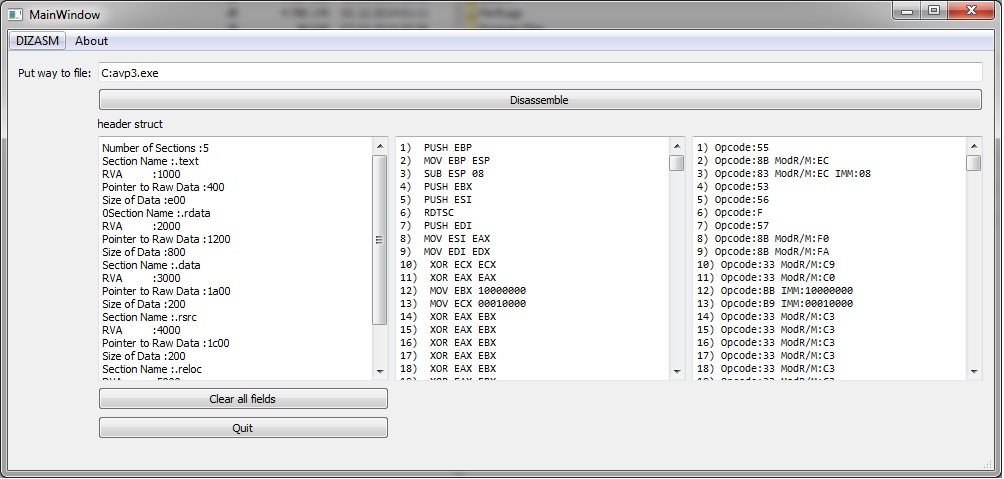 MainWindow
DIZASM About
Put way to file: C:avp3.exe
Disassemble
header struct
Number of Sections :5
Section Name :.text
RVA :1000
Pointer to Raw Data :400
Size of Data :e00
0Section Name :.rdata
RVA :2000
Pointer to Raw Data :1200
Size of Data :800
Section Name :.data
RVA :3000
Pointer to Raw Data :1a00
Size of Data :200
Section Name :.rsrc
RVA :4000
Pointer to Raw Data :1c00
Size of Data :200
Section Name :.reloc
1) PUSH EBP
2) MOV EBP ESP
3) SUB ESP 08
4) PUSH EBX
5) PUSH ESI
6) RDTSC
7) PUSH EDI
8) MOV ESI EAX
9) MOV EDI EDX
10) XOR ECX ECX
11) XOR EAX EAX
12) MOV EBX 10000000
13) MOV ECX 00010000
14) XOR EAX EBX
15) XOR EAX EBX
16) XOR EAX EBX
17) XOR EAX EBX
18) XOR EAX EBX
1) Opcode:55
2) Opcode:8B ModR/M:EC
3) Opcode:83 ModR/M:EC IMM:08
4) Opcode:53
5) Opcode:56
6) Opcode:F
7) Opcode:57
8) Opcode:8B ModR/M:F0
9) Opcode:8B ModR/M:FA
10) Opcode:33 ModR/M:C9
11) Opcode:33 ModR/M:C0
12) Opcode:BB IMM:10000000
13) Opcode:B9 IMM:00010000
14) Opcode:33 ModR/M:C3
15) Opcode:33 ModR/M:C3
16) Opcode:33 ModR/M:C3
17) Opcode:33 ModR/M:C3
18) Opcode:33 ModR/M:C3
Clear all fields
Quit